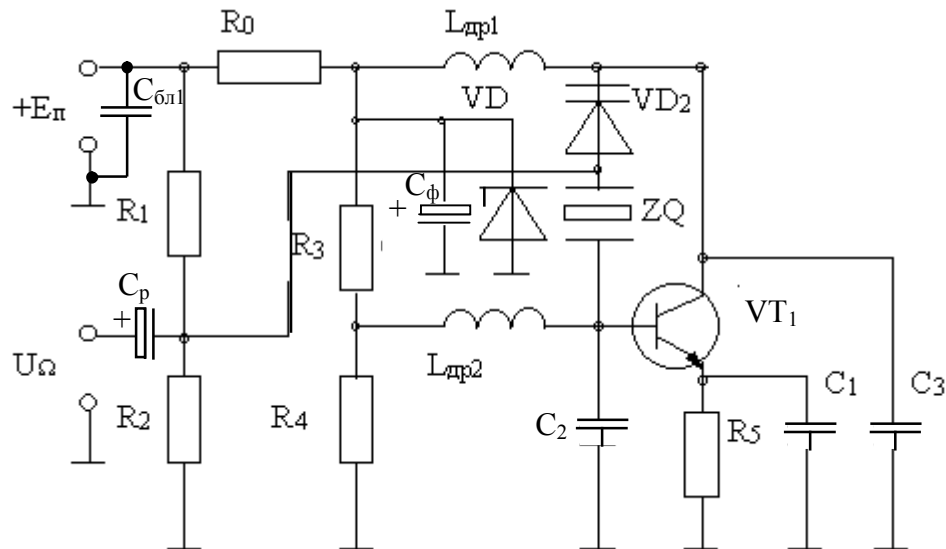 R0
Lдр1
+Eп
Cбл1
VD
VD2
R1
Cф
+
R3
ZQ
Cр
+
VT1
UΩ
Lдр2
R2
R4
C2
R5
C1
C3